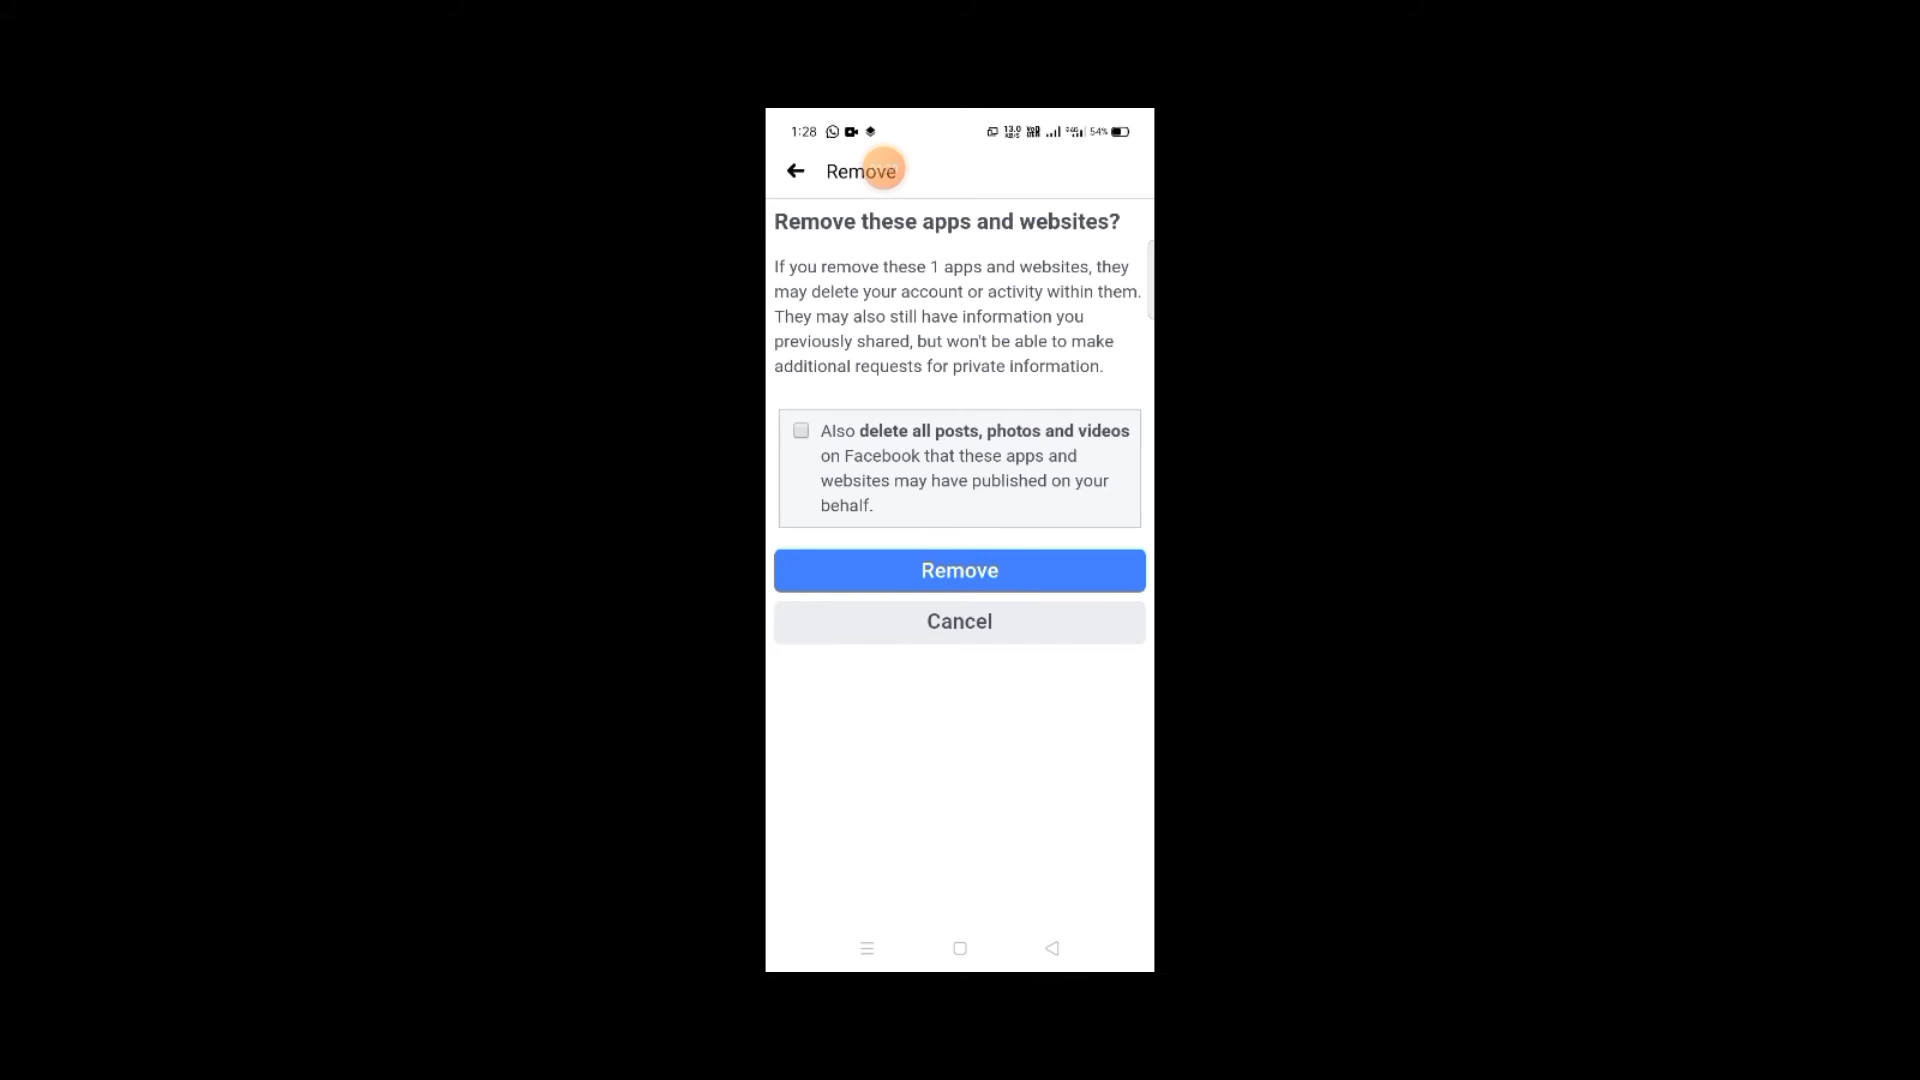 1:28 13.0 KB/S 54%
Remove
Remove these apps and websites?
If you remove these 1 apps and websites, they
may delete your account or activity within them.
They may also still have information you
previously shared, but won't be able to make
additional requests for private information.
Also delete all posts, photos and videos
on Facebook that these apps and
websites may have published on your
behalf.
Remove
Cancel